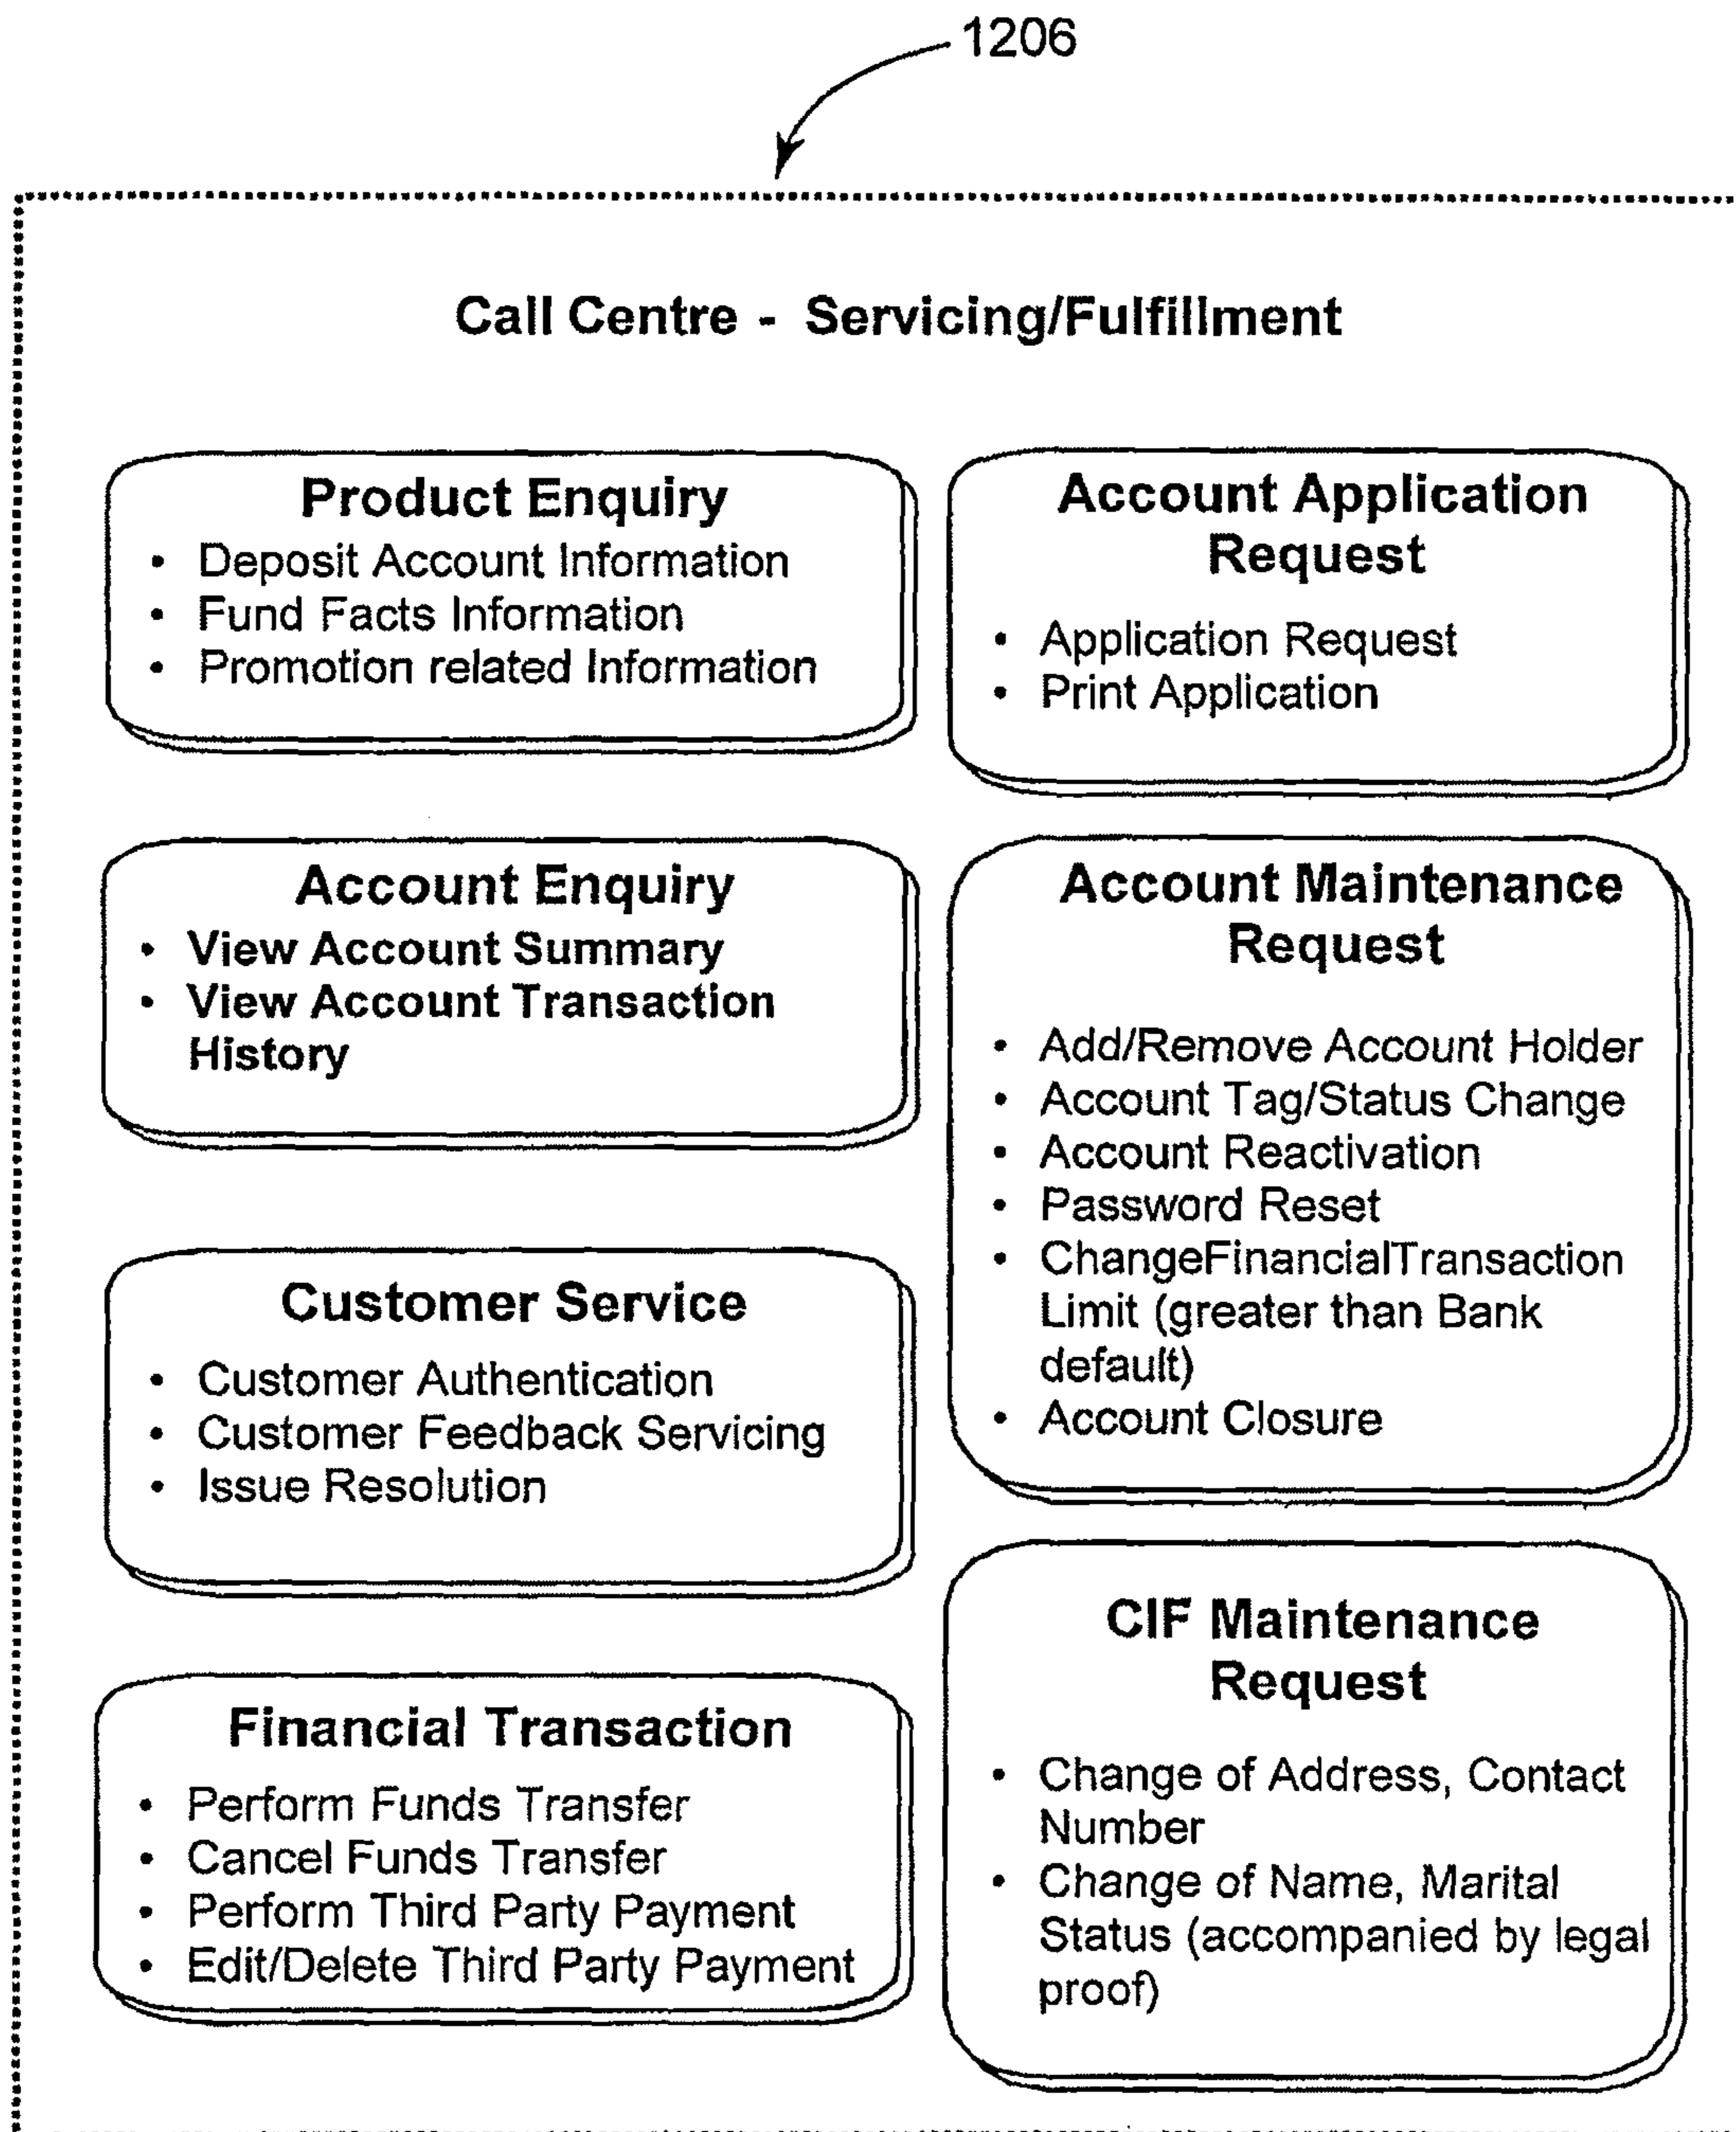 1206
Call Centre - Servicing/Fulfillment
Product Enquiry
• Deposit Account Information
• Fund Facts Information
• Promotion related Information
Account Enquiry
• View Account Summary
• View Account Transaction
History
Customer Service
• Customer Authentication
• Customer Feedback Servicing
• Issue Resolution
Financial Transaction
• Perform Funds Transfer
• Cancel Funds Transfer
• Perform Third Party Payment
• Edit/Delete Third Party Payment
Account Application
Request
• Application Request
• Print Application
Account Maintenance
Request
• Add/Remove Account Holder
• Account Tag/Status Change
• Account Reactivation
• Password Reset
• ChangeFinancialTransaction
Limit (greater than Bank
default)
• Account Closure
CIF Maintenance
Request
• Change of Address, Contact
Number
• Change of Name, Marital
Status (accompanied by legal
proof)